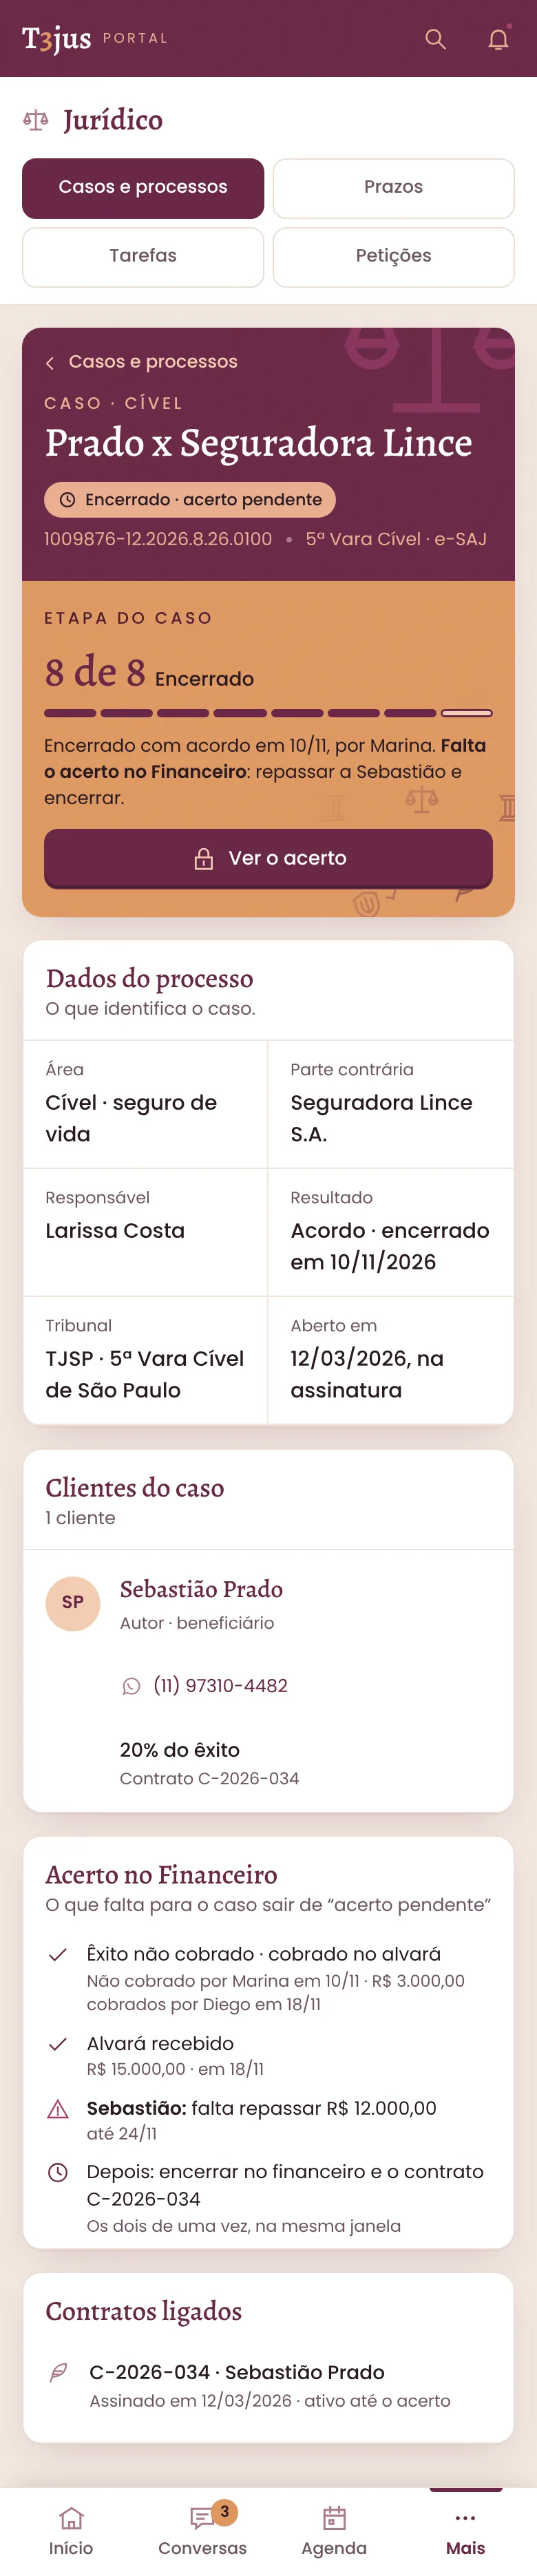 T3jus PORTAL
Jurídico
Casos e processos
Prazos
Tarefas
Petições
Casos e processos
CASO · CÍVEL
Prado x Seguradora Lince
Encerrado · acerto pendente
1009876-12.2026.8.26.0100 • 5ª Vara Cível · e-SAJ
ETAPA DO CASO
8 de 8 Encerrado
Encerrado com acordo em 10/11, por Marina. Falta
o acerto no Financeiro: repassar a Sebastião e
encerrar.
Ver o acerto
Dados do processo
O que identifica o caso.
Área
Cível · seguro de
vida
Parte contrária
Seguradora Lince
S.A.
Responsável
Larissa Costa
Resultado
Acordo · encerrado
em 10/11/2026
Tribunal
TJSP · 5ª Vara Cível
de São Paulo
Aberto em
12/03/2026, na
assinatura
Clientes do caso
1 cliente
SP
Sebastião Prado
Autor · beneficiário
(11) 97310-4482
20% do êxito
Contrato C-2026-034
Acerto no Financeiro
O que falta para o caso sair de “acerto pendente”
Êxito não cobrado · cobrado no alvará
Não cobrado por Marina em 10/11 · R$ 3.000,00
cobrados por Diego em 18/11
Alvará recebido
R$ 15.000,00 · em 18/11
Sebastião: falta repassar R$ 12.000,00
até 24/11
Depois: encerrar no financeiro e o contrato
C-2026-034
Os dois de uma vez, na mesma janela
Contratos ligados
C-2026-034 · Sebastião Prado
Assinado em 12/03/2026 · ativo até o acerto
Início
Conversas 3
Agenda
Mais